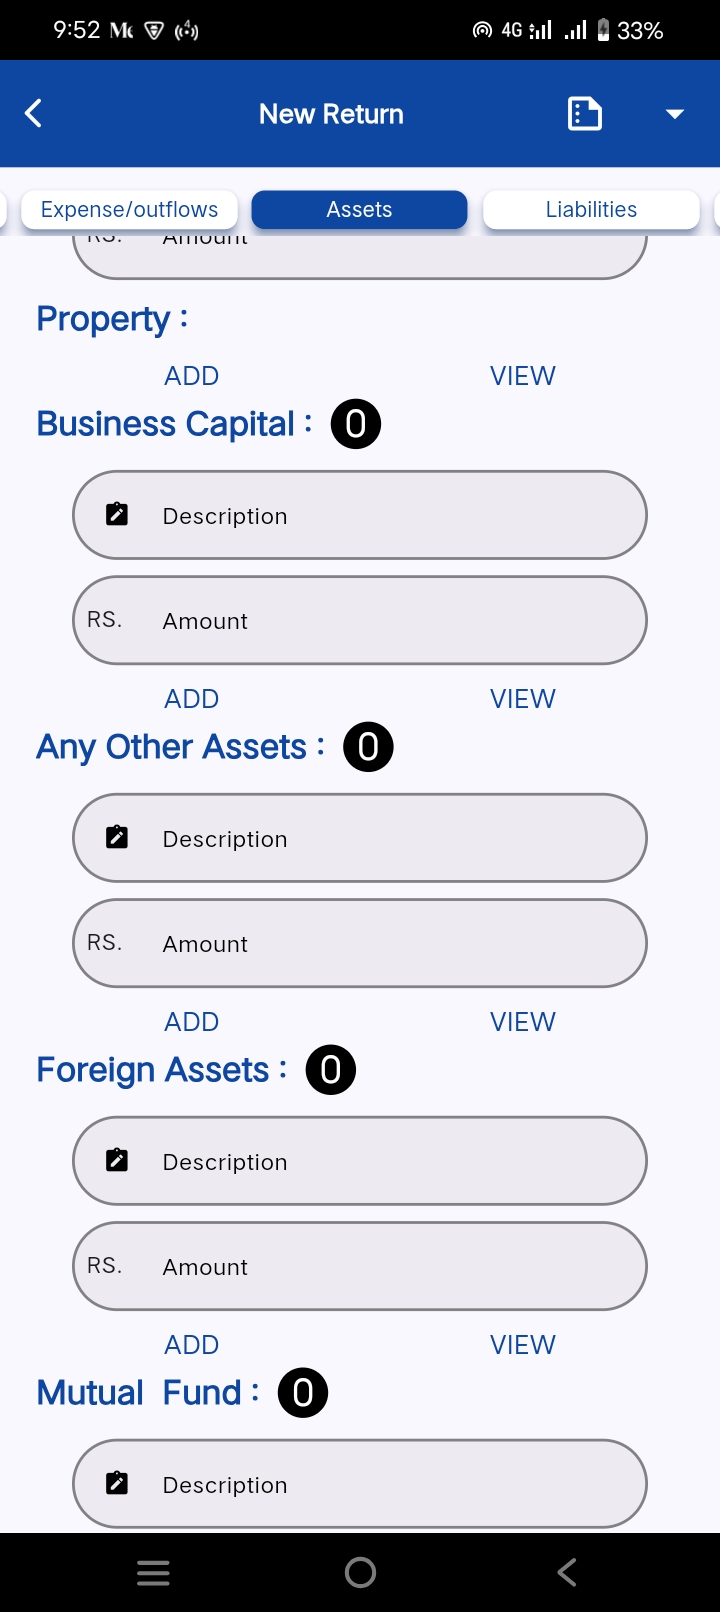 9:52 4G 33%
New Return
Expense/outflows Assets Liabilities
RS. Amount
Property :
ADD VIEW
Business Capital : 0
Description
RS. Amount
ADD VIEW
Any Other Assets : 0
Description
RS. Amount
ADD VIEW
Foreign Assets : 0
Description
RS. Amount
ADD VIEW
Mutual Fund : 0
Description